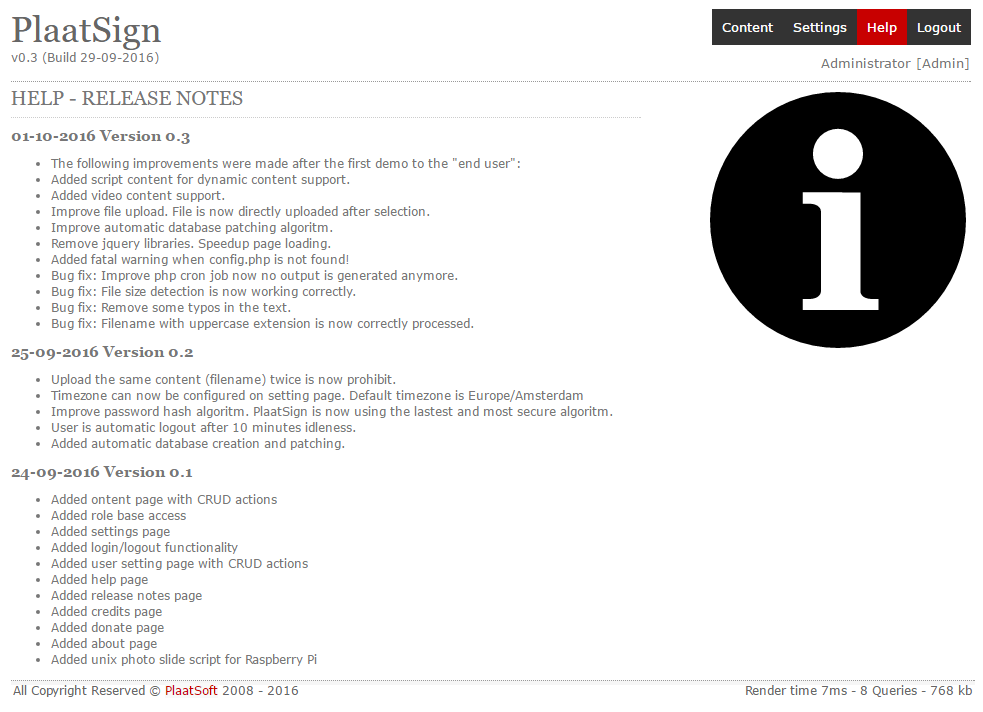 PlaatSign
v0.3 (Build 29-09-2016)
Content Settings Help Logout
Administrator [Admin]
HELP - RELEASE NOTES
01-10-2016 Version 0.3
• The following improvements were made after the first demo to the "end user":
• Added script content for dynamic content support.
• Added video content support.
• Improve file upload. File is now directly uploaded after selection.
• Improve automatic database patching algoritm.
• Remove jquery libraries. Speedup page loading.
• Added fatal warning when config.php is not found!
• Bug fix: Improve php cron job now no output is generated anymore.
• Bug fix: File size detection is now working correctly.
• Bug fix: Remove some typos in the text.
• Bug fix: Filename with uppercase extension is now correctly processed.
25-09-2016 Version 0.2
• Upload the same content (filename) twice is now prohibit.
• Timezone can now be configured on setting page. Default timezone is Europe/Amsterdam
• Improve password hash algoritm. PlaatSign is now using the lastest and most secure algoritm.
• User is automatic logout after 10 minutes idleness.
• Added automatic database creation and patching.
24-09-2016 Version 0.1
• Added ontent page with CRUD actions
• Added role base access
• Added settings page
• Added login/logout functionality
• Added user setting page with CRUD actions
• Added help page
• Added release notes page
• Added credits page
• Added donate page
• Added about page
• Added unix photo slide script for Raspberry Pi
All Copyright Reserved © PlaatSoft 2008 - 2016
Render time 7ms - 8 Queries - 768 kb